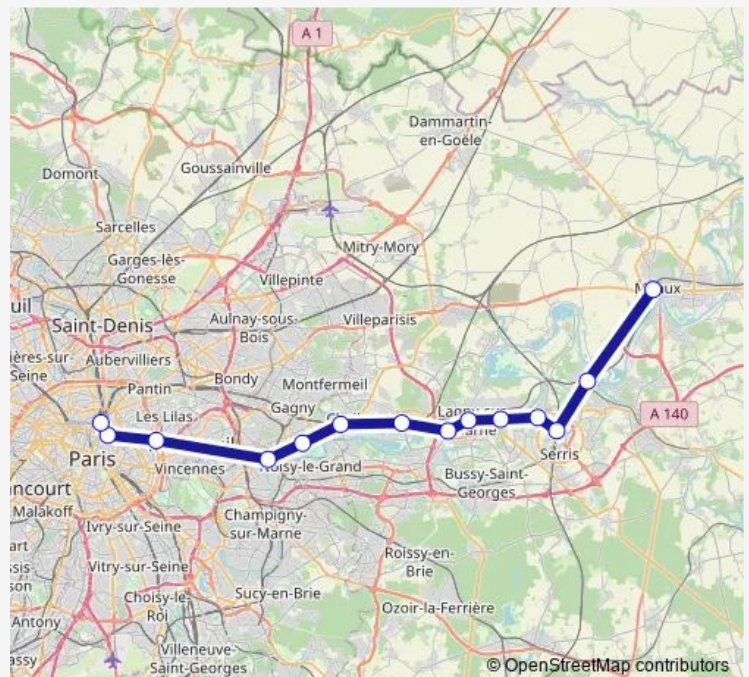 A 1
Dammartin-
en-Goële
Goussainville
Domont
Sarcelles
Mitry-Mory
Garges-lès-
Gonesse
Villepinte
Saint-Denis
Aulnay-sous-
Bois
Villeparisis
Aubervilliers
Seine
Bondy
Montfermeil
Pantin
Gagny
Les Lilas
A 140
Paris
Serris
Vincennes
Noisy-le-Grand
Bussy-Saint-
Georges
Malakoff
Champigny-
sur-Marne
Ivry-sur-Seine
Roissy-en-
Brie
Vitry-sur-Seine
Choisy-le-
Roi
Sucy-en-Brie
Ozoir-la-Ferrière
Antony
Villeneuve-
Saint-Georges
© OpenStreetMap contributors